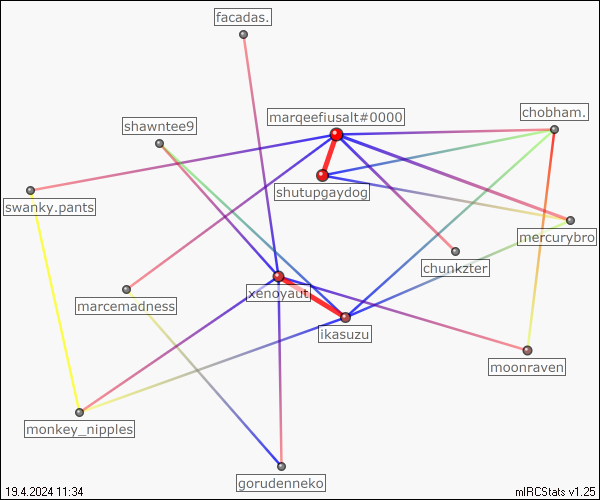 facadas.
marqeefiusalt#0000
chobham.
shawntee9
shutupgaydog
swanky.pants
mercurybro
chunkzter
xenoyaut
marcemadness
ikasuzu
moonraven
monkey_nipples
gorudenneko
19.4.2024 11:34
mIRCStats v1.25